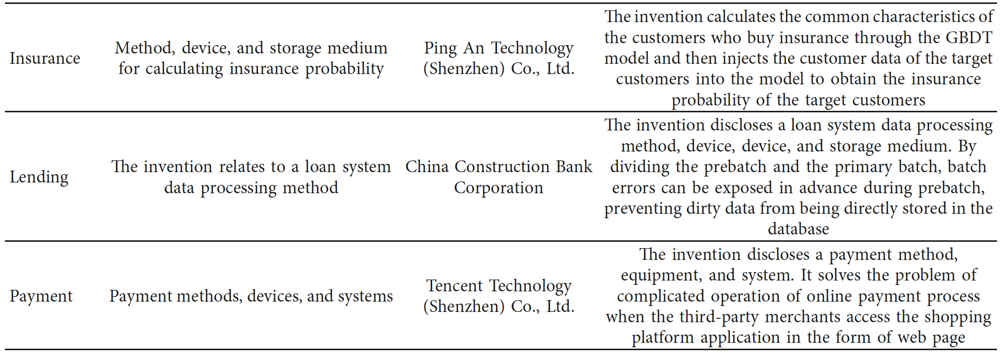 Insurance
Method, device, and storage medium
for calculating insurance probability
Ping An Technology
(Shenzhen) Co., Ltd.
The invention calculates the common characteristics of
the customers who buy insurance through the GBDT
model and then injects the customer data of the target
customers into the model to obtain the insurance
probability of the target customers
Lending
The invention relates to a loan system
data processing method
China Construction Bank
Corporation
The invention discloses a loan system data processing
method, device, device, and storage medium. By
dividing the prebatch and the primary batch, batch
errors can be exposed in advance during prebatch,
preventing dirty data from being directly stored in the
database
Payment
Payment methods, devices, and systems
Tencent Technology
(Shenzhen) Co., Ltd.
The invention discloses a payment method,
equipment, and system. It solves the problem of
complicated operation of online payment process
when the third-party merchants access the shopping
platform application in the form of web page